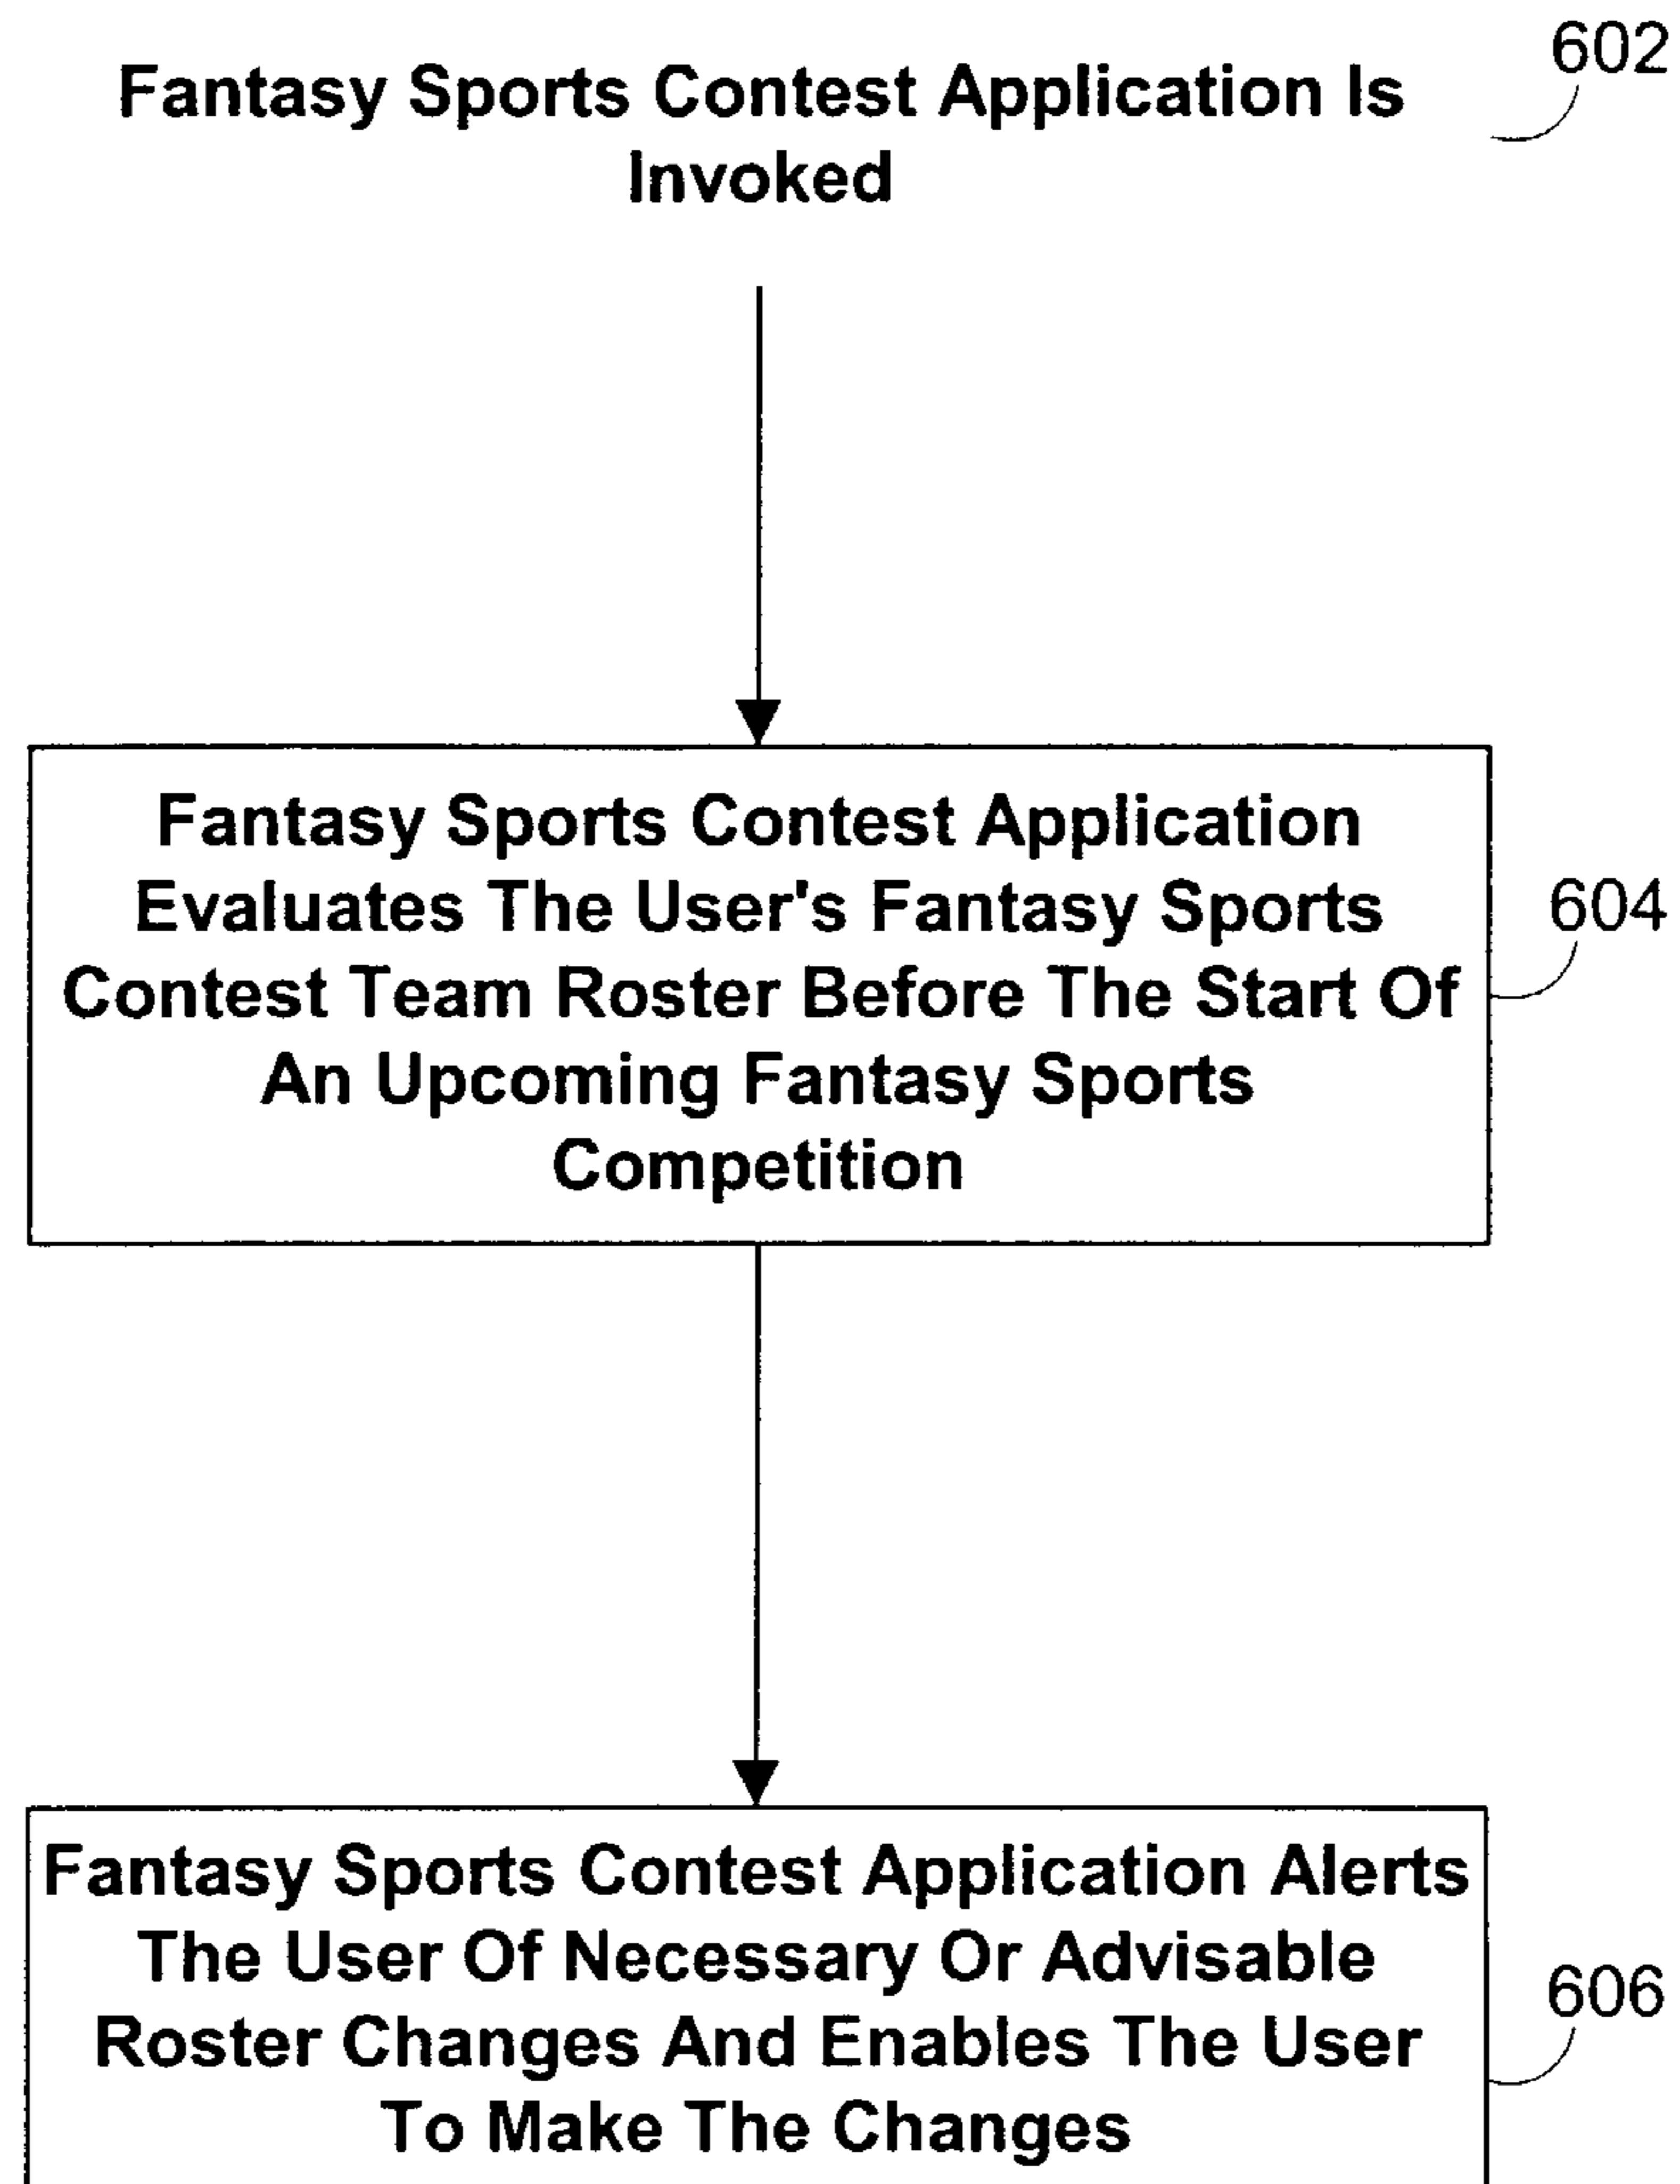 602
Fantasy Sports Contest Application Is
Invoked
Fantasy Sports Contest Application
Evaluates The User's Fantasy Sports
Contest Team Roster Before The Start Of
An Upcoming Fantasy Sports
Competition
604
Fantasy Sports Contest Application Alerts
The User Of Necessary Or Advisable
Roster Changes And Enables The User
To Make The Changes
606